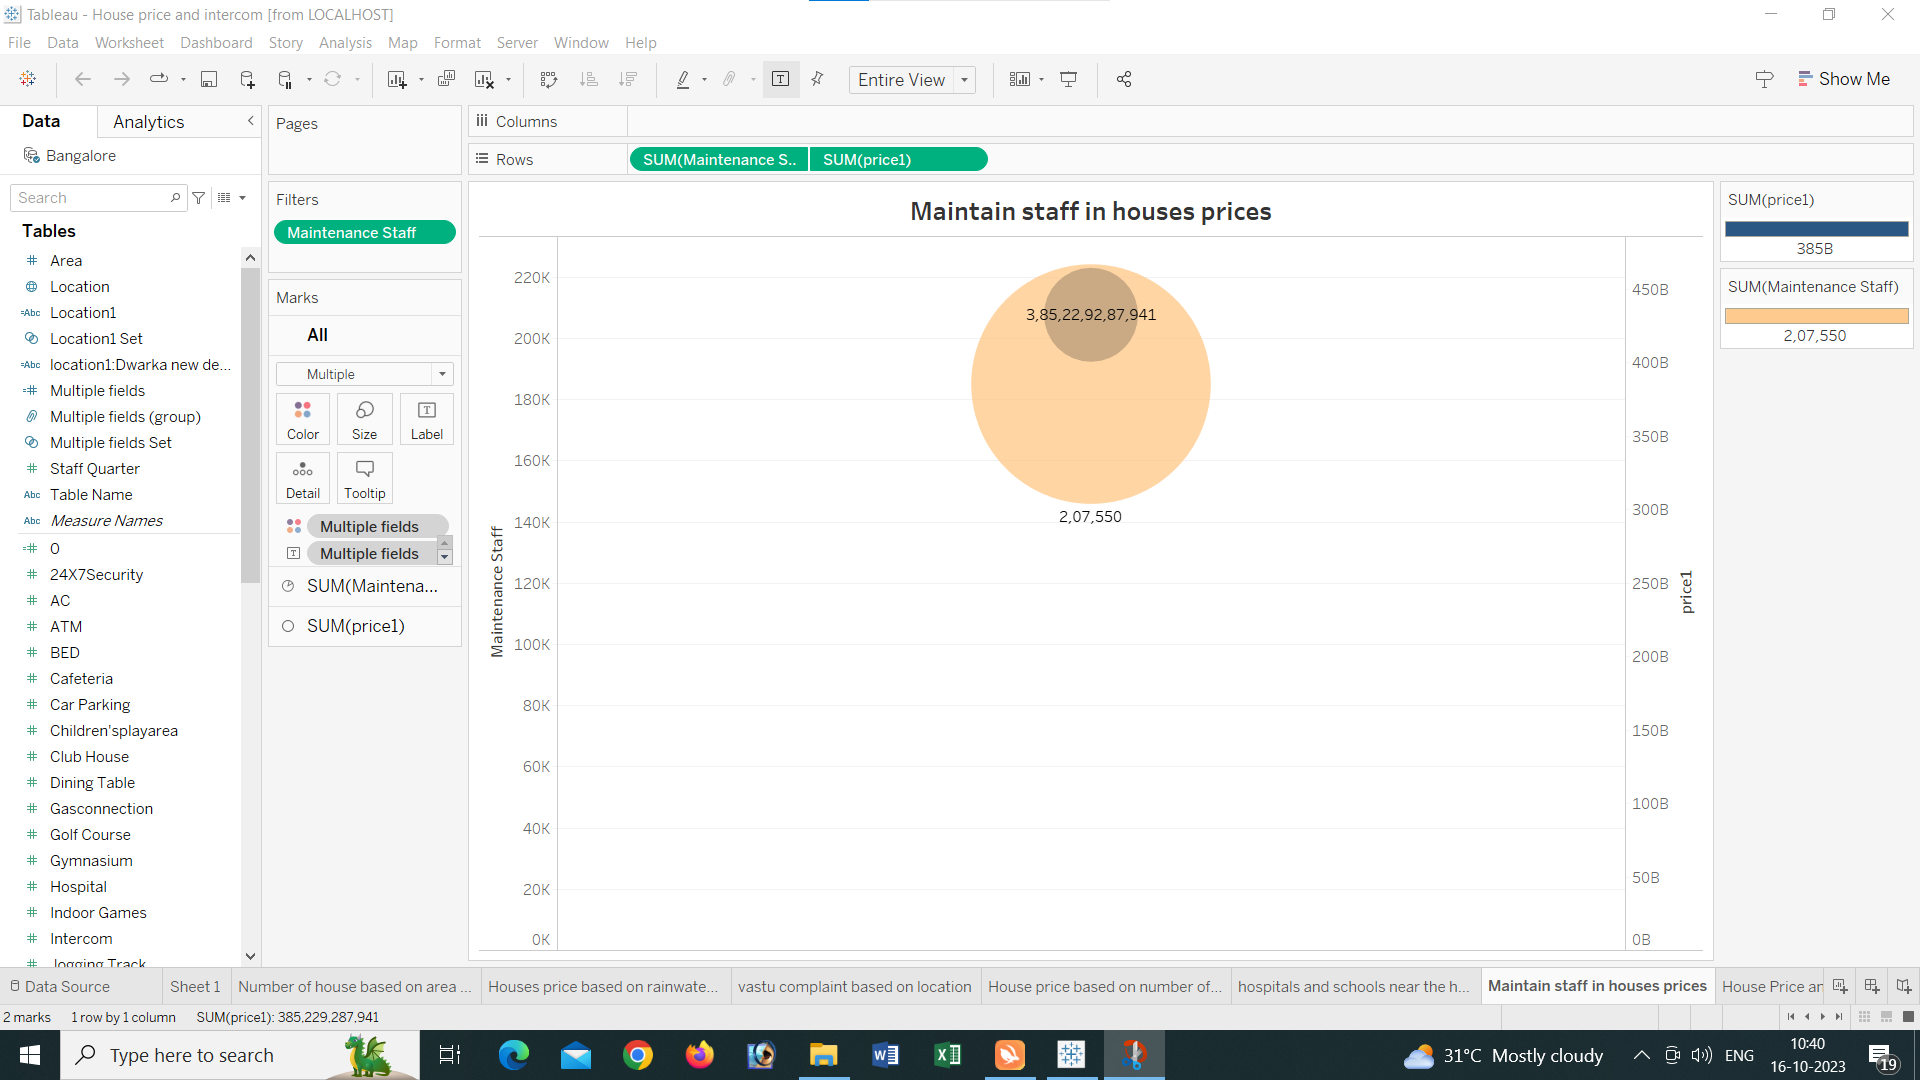 Tableau - House price and intercom [from LOCALHOST]
File Data Worksheet Dashboard Story Analysis Map Format Server Window Help
Entire View
Show Me
Data Analytics
Bangalore
Search
Tables
# Area
Location
=Abc Location1
Location1 Set
=Abc location1:Dwarka new de...
=# Multiple fields
Multiple fields (group)
Multiple fields Set
# Staff Quarter
Abc Table Name
Abc Measure Names
=# 0
# 24X7Security
# AC
# ATM
# BED
# Cafeteria
# Car Parking
# Children'splayarea
# Club House
# Dining Table
# Gasconnection
# Golf Course
# Gymnasium
# Hospital
# Indoor Games
# Intercom
# Jogging Track
Pages
Filters
Maintenance Staff
Marks
All
Multiple
Color Size Label
Detail Tooltip
Multiple fields
Multiple fields
SUM(Maintena...
SUM(price1)
Columns
Rows SUM(Maintenance S.. SUM(price1)
Maintain staff in houses prices
Maintenance Staff
220K
200K
180K
160K
140K
120K
100K
80K
60K
40K
20K
0K
3,85,22,92,87,941
2,07,550
450B
400B
350B
300B
250B
200B
150B
100B
50B
0B
price1
SUM(price1)
385B
SUM(Maintenance Staff)
2,07,550
Data Source Sheet 1 Number of house based on area ... Houses price based on rainwate... vastu complaint based on location House price based on number of... hospitals and schools near the h... Maintain staff in houses prices House Price an
2 marks 1 row by 1 column SUM(price1): 385,229,287,941
Type here to search
31°C Mostly cloudy
ENG
10:40
16-10-2023
19